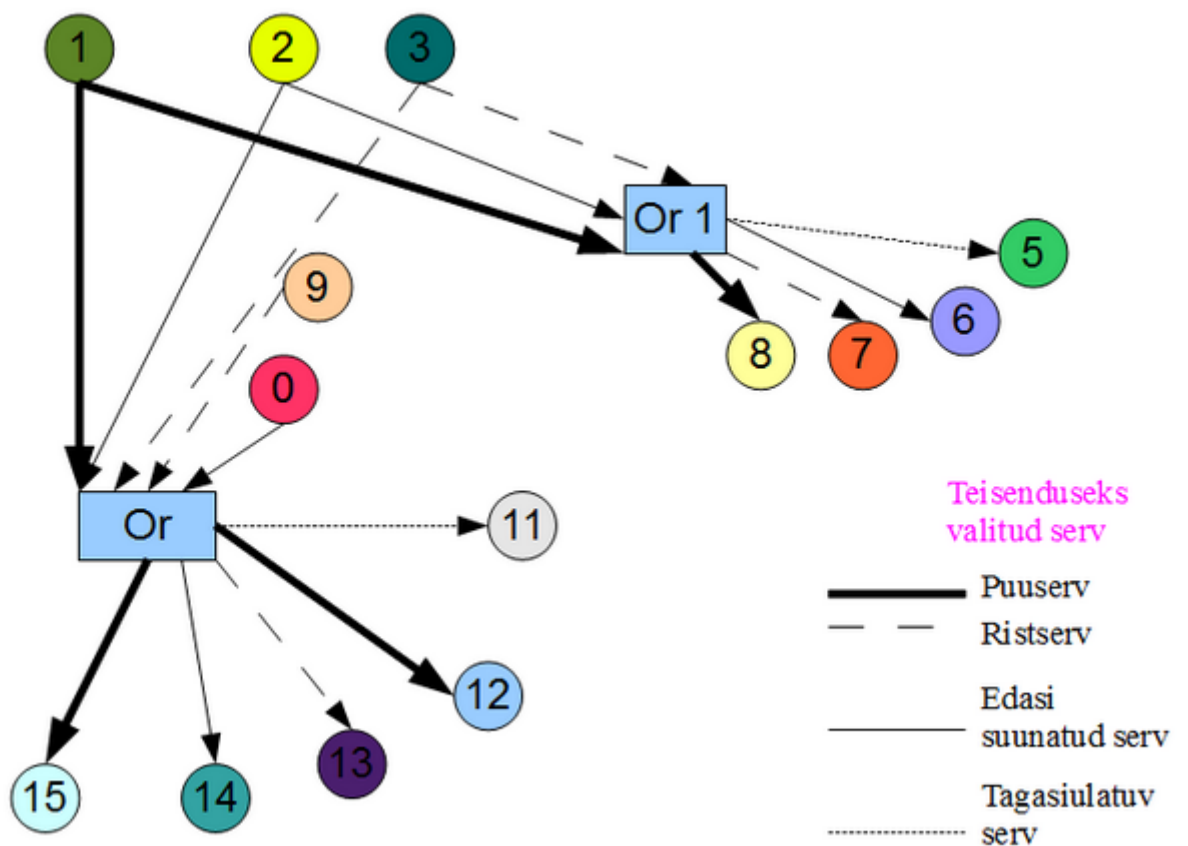 1
2
3
Or 1
5
9
6
8
7
0
Teisenduseks
valitud serv
Or
11
Puuserv
Ristserv
12
Edasi
suunatud serv
13
15
14
Tagasiulatuv
serv